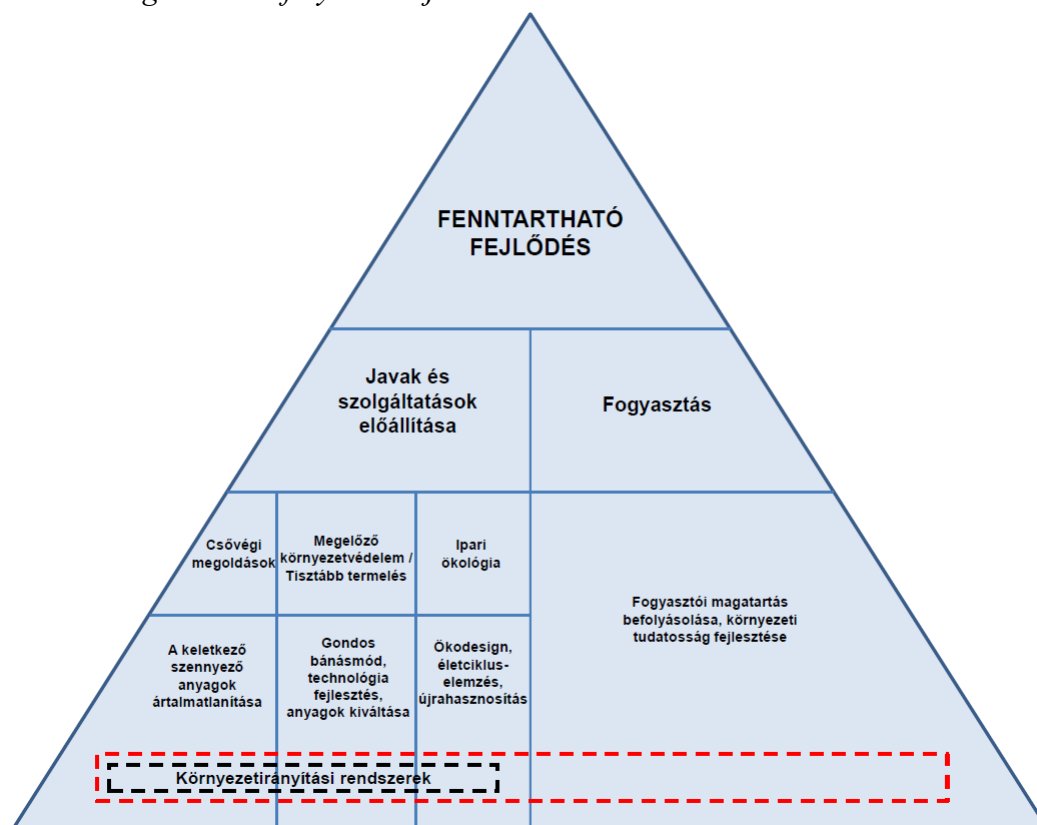 FENNTARTHATÓ
FEJLŐDÉS
Javak és
szolgáltatások
előállítása
Fogyasztás
Csővégi
megoldások
Megelőző
környezetvédelem /
Tisztább termelés
Ipari
ökológia
A keletkező
szennyező
anyagok
ártalmatlanítása
Gondos
bánásmód,
technológia
fejlesztés,
anyagok kiváltása
Ökodesign,
életciklus-
elemzés,
újrahasznosítás
Fogyasztói magatartás
befolyásolása, környezeti
tudatosság fejlesztése
Környezetirányítási rendszerek